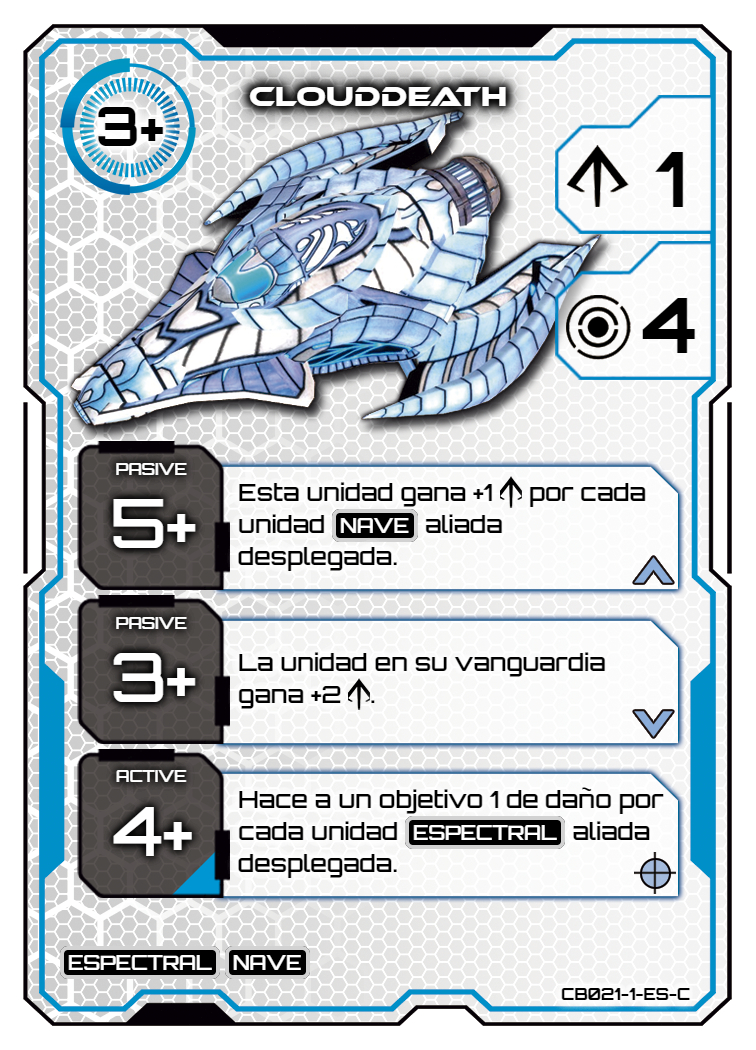 CLOUDDEATH
3+
1
4
PASIVE
5+
Esta unidad gana +1 por cada
unidad NAVE aliada
desplegada.
PASIVE
3+
La unidad en su vanguardia
gana +2 .
ACTIVE
4+
Hace a un objetivo 1 de daño por
cada unidad ESPECTRAL aliada
desplegada.
ESPECTRAL NAVE
CB021-1-ES-C